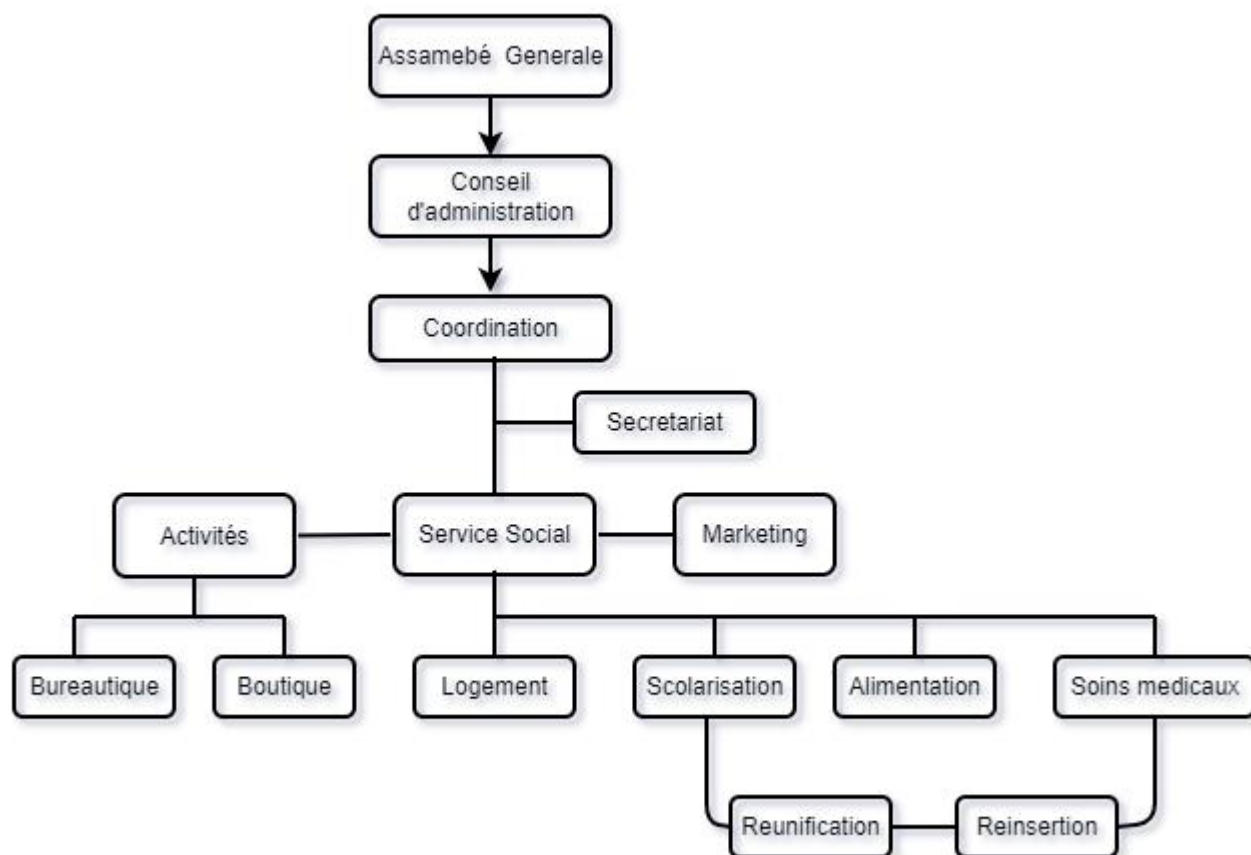 Assamebé Generale
Conseil
d'administration
Coordination
Secretariat
Activités
Service Social
Marketing
Bureautique
Boutique
Logement
Scolarisation
Alimentation
Soins medicaux
Reunification
Reinsertion